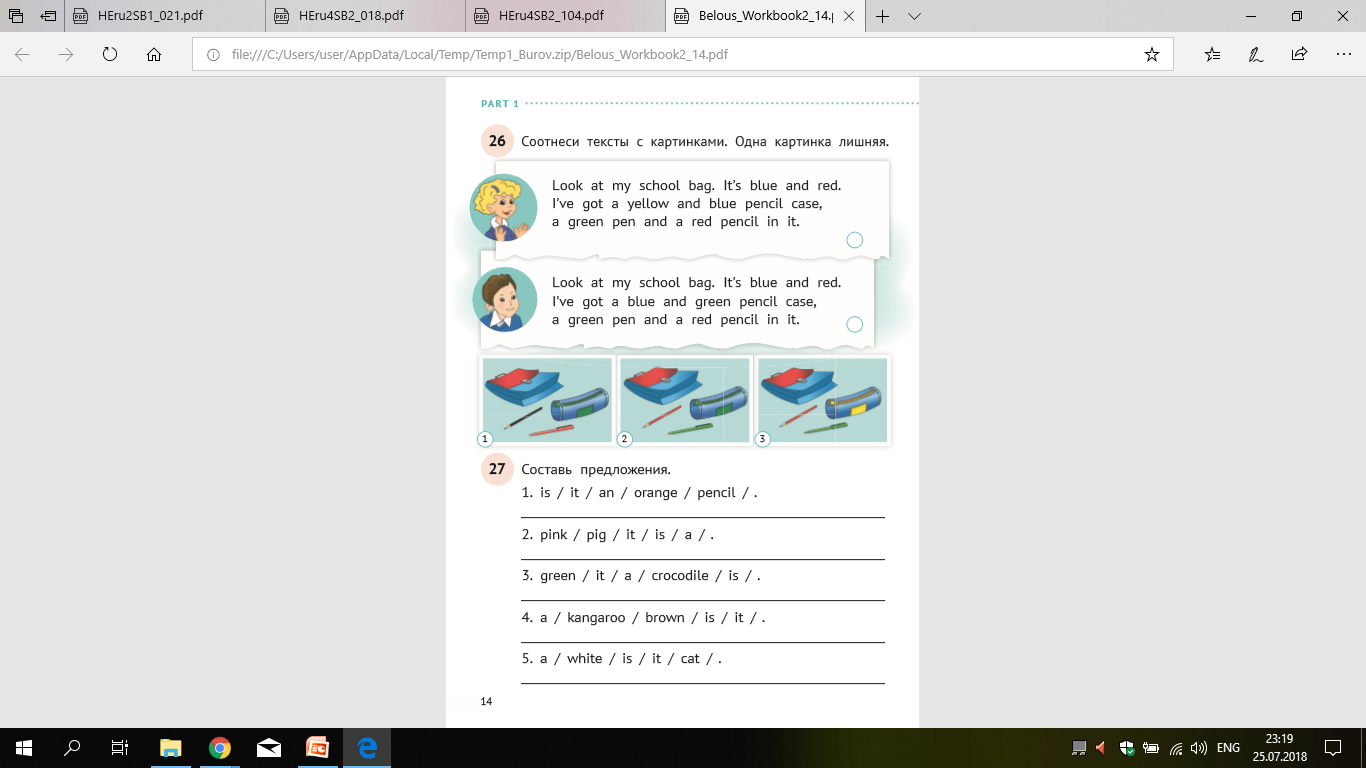 HEru2SB1_021.pdf
HEru4SB2_018.pdf
HEru4SB2_104.pdf
Belous_Workbook2_14.p
file:///C:/Users/user/AppData/Local/Temp/Temp1_Burov.zip/Belous_Workbook2_14.pdf
PART 1
26 Соотнеси тексты с картинками. Одна картинка лишняя.
Look at my school bag. It's blue and red.
I've got a yellow and blue pencil case,
a green pen and a red pencil in it.
Look at my school bag. It's blue and red.
I've got a blue and green pencil case,
a green pen and a red pencil in it.
1
2
3
27 Составь предложения.
1. is / it / an / orange / pencil / .
2. pink / pig / it / is / a / .
3. green / it / a / crocodile / is / .
4. a / kangaroo / brown / is / it / .
5. a / white / is / it / cat / .
14
ENG
23:19
25.07.2018